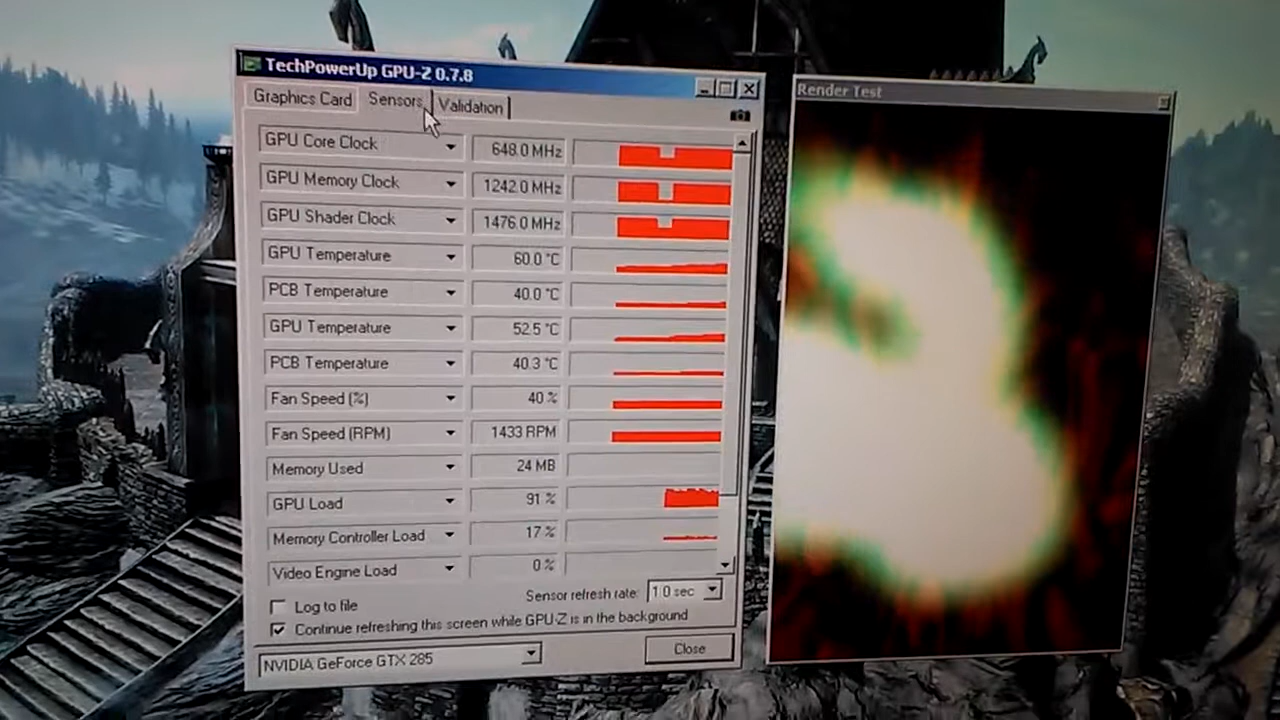 TechPowerUp GPU-Z 0.7.8
Graphics Card Sensors Validation
GPU Core Clock 648.0 MHz
GPU Memory Clock 1242.0 MHz
GPU Shader Clock 1476.0 MHz
GPU Temperature 60.0 °C
PCB Temperature 40.0 °C
GPU Temperature 52.5 °C
PCB Temperature 40.3 °C
Fan Speed (%) 40 %
Fan Speed (RPM) 1433 RPM
Memory Used 24 MB
GPU Load 91 %
Memory Controller Load 17 %
Video Engine Load 0 %
Sensor refresh rate: 1.0 sec
Log to file
Continue refreshing this screen while GPU-Z is in the background
NVIDIA GeForce GTX 285
Close
Render Test